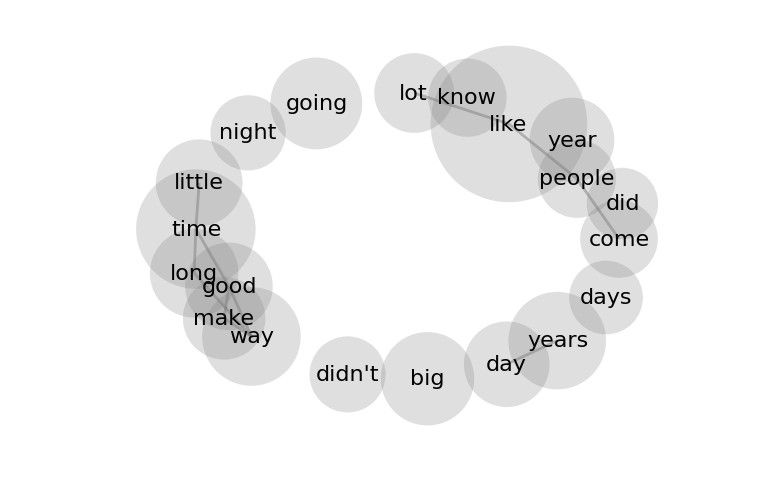 lot
know
going
like
night
year
little
people
did
time
come
long
good
days
make
way
years
day
didn't
big